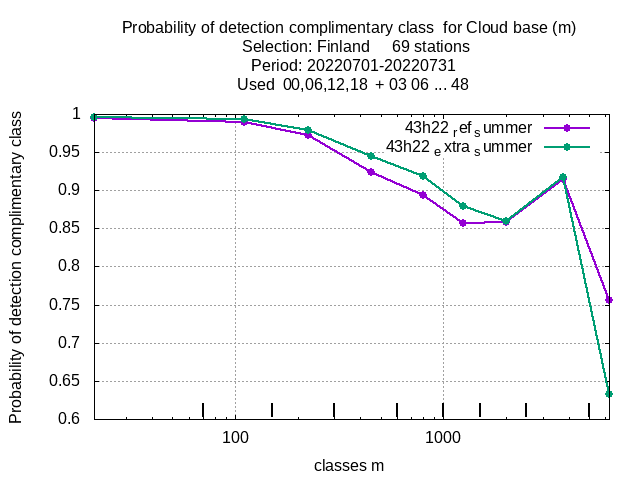 Probability of detection complimentary class  for Cloud base (m)
Selection: Finland     69 stations
Period: 20220701-20220731
Used  00,06,12,18  + 03 06 ... 48
43h22 ref summer
43h22 extra summer
Probability of detection complimentary class
1
0.95
0.9
0.85
0.8
0.75
0.7
0.65
0.6
100 1000
classes m